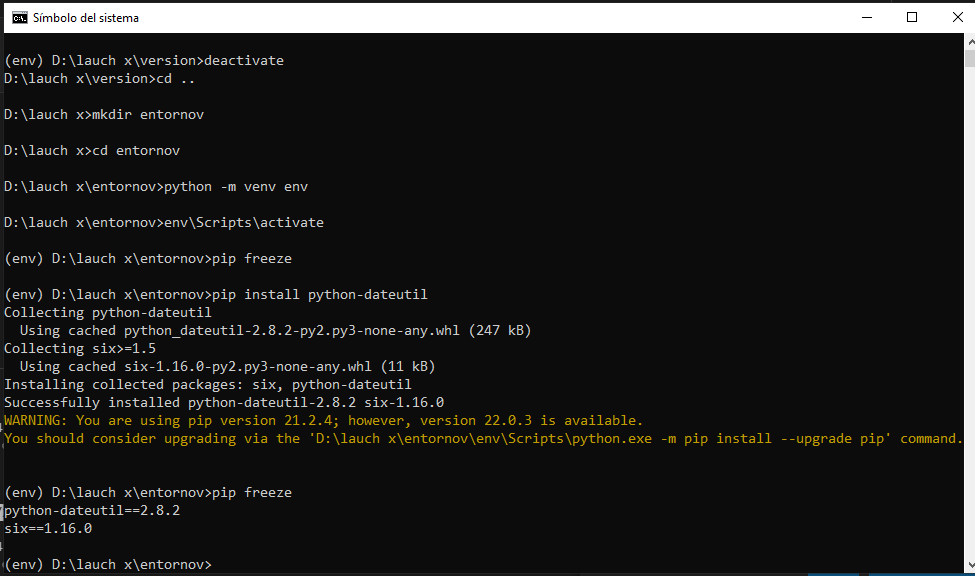 Símbolo del sistema
(env) D:\lauch x\version>deactivate
D:\lauch x\version>cd ..
D:\lauch x>mkdir entornov
D:\lauch x>cd entornov
D:\lauch x\entornov>python -m venv env
D:\lauch x\entornov>env\Scripts\activate
(env) D:\lauch x\entornov>pip freeze
(env) D:\lauch x\entornov>pip install python-dateutil
Collecting python-dateutil
  Using cached python_dateutil-2.8.2-py2.py3-none-any.whl (247 kB)
Collecting six>=1.5
  Using cached six-1.16.0-py2.py3-none-any.whl (11 kB)
Installing collected packages: six, python-dateutil
Successfully installed python-dateutil-2.8.2 six-1.16.0
WARNING: You are using pip version 21.2.4; however, version 22.0.3 is available.
You should consider upgrading via the 'D:\lauch x\entornov\env\Scripts\python.exe -m pip install --upgrade pip' command.
(env) D:\lauch x\entornov>pip freeze
python-dateutil==2.8.2
six==1.16.0
(env) D:\lauch x\entornov>